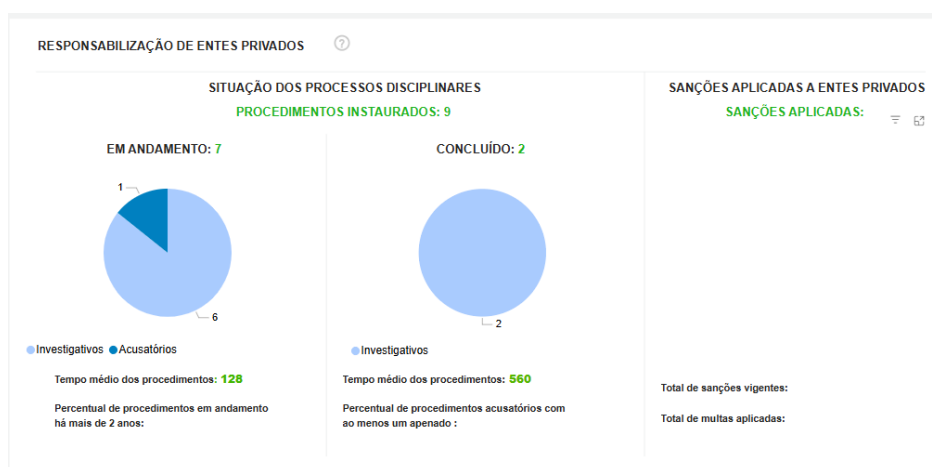 RESPONSABILIZAÇÃO DE ENTES PRIVADOS ?
SITUAÇÃO DOS PROCESSOS DISCIPLINARES
PROCEDIMENTOS INSTAURADOS: 9
EM ANDAMENTO: 7
1
6
Investigativos Acusatórios
Tempo médio dos procedimentos: 128
Percentual de procedimentos em andamento
há mais de 2 anos:
CONCLUÍDO: 2
2
Investigativos
Tempo médio dos procedimentos: 560
Percentual de procedimentos acusatórios com
ao menos um apenado :
SANÇÕES APLICADAS A ENTES PRIVADOS
SANÇÕES APLICADAS:
Total de sanções vigentes:
Total de multas aplicadas: